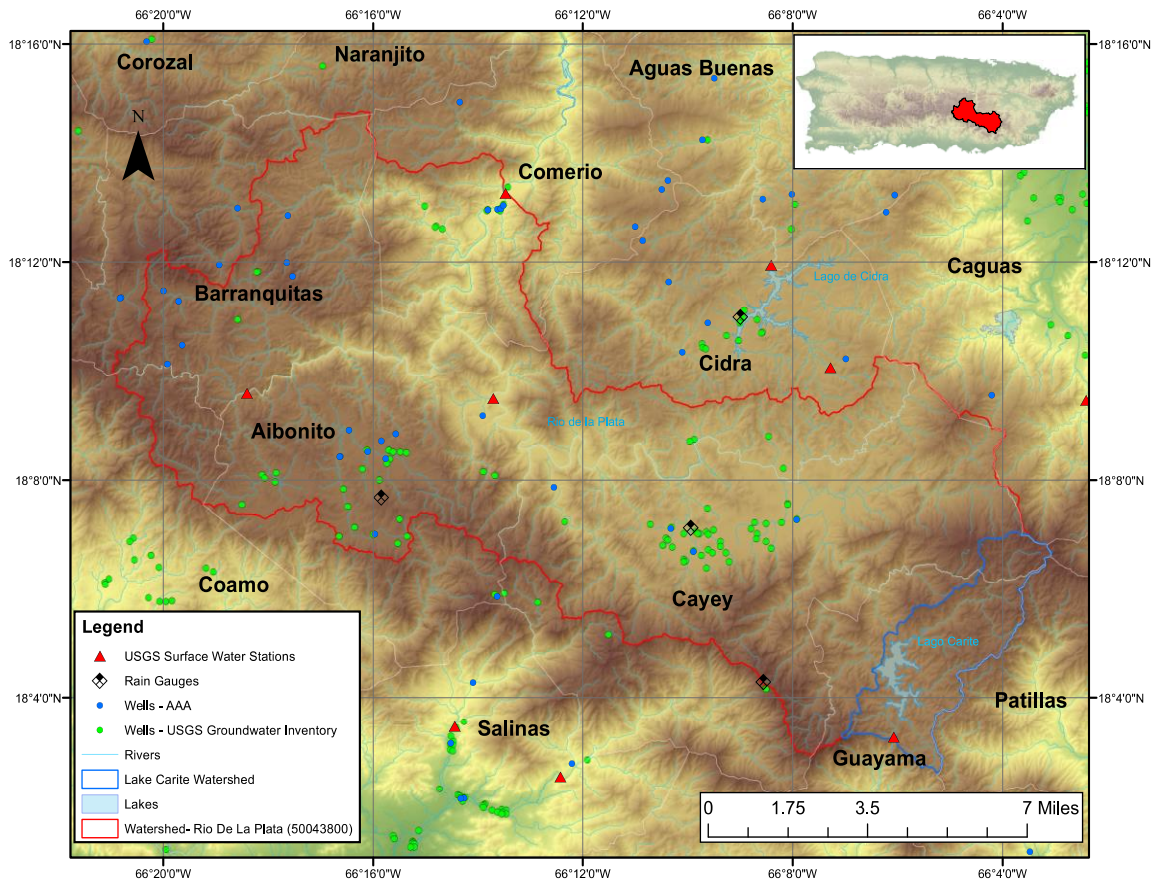 66°20'0"W 66°16'0"W 66°12'0"W 66°8'0"W 66°4'0"W
18°16'0"N 18°16'0"N
Corozal
Naranjito
Aguas Buenas
N
Comerio
18°12'0"N 18°12'0"N
Lago de Cidra
Caguas
Barranquitas
Cidra
Aibonito
Rio de la Plata
18°8'0"N 18°8'0"N
Coamo
Cayey
Lago Carite
18°4'0"N 18°4'0"N
Patillas
Salinas
Guayama
Legend
USGS Surface Water Stations
Rain Gauges
Wells - AAA
Wells - USGS Groundwater Inventory
Rivers
Lake Carite Watershed
Lakes
Watershed- Rio De La Plata (50043800)
0 1.75 3.5 7 Miles
66°20'0"W 66°16'0"W 66°12'0"W 66°8'0"W 66°4'0"W